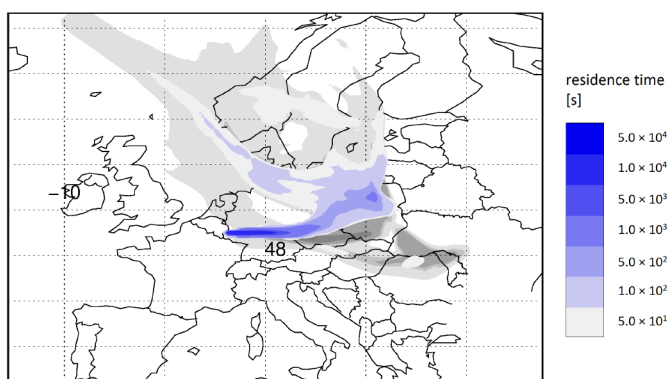 residence time
[s]
5.0 × 10⁴
1.0 × 10⁴
5.0 × 10³
1.0 × 10³
5.0 × 10²
1.0 × 10²
5.0 × 10¹
−10
48